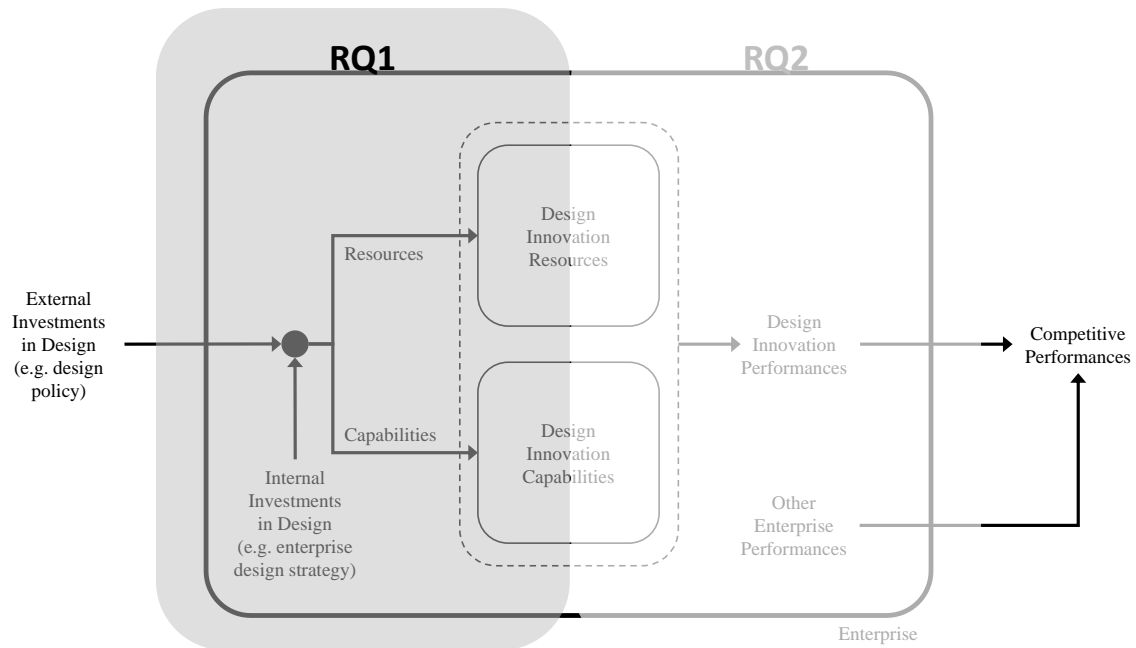 RQ1
RQ2
Design
Innovation
Resources
Resources
External
Investments
in Design
(e.g. design
policy)
Design
Innovation
Performances
Competitive
Performances
Capabilities
Design
Innovation
Capabilities
Internal
Investments
in Design
(e.g. enterprise
design strategy)
Other
Enterprise
Performances
Enterprise